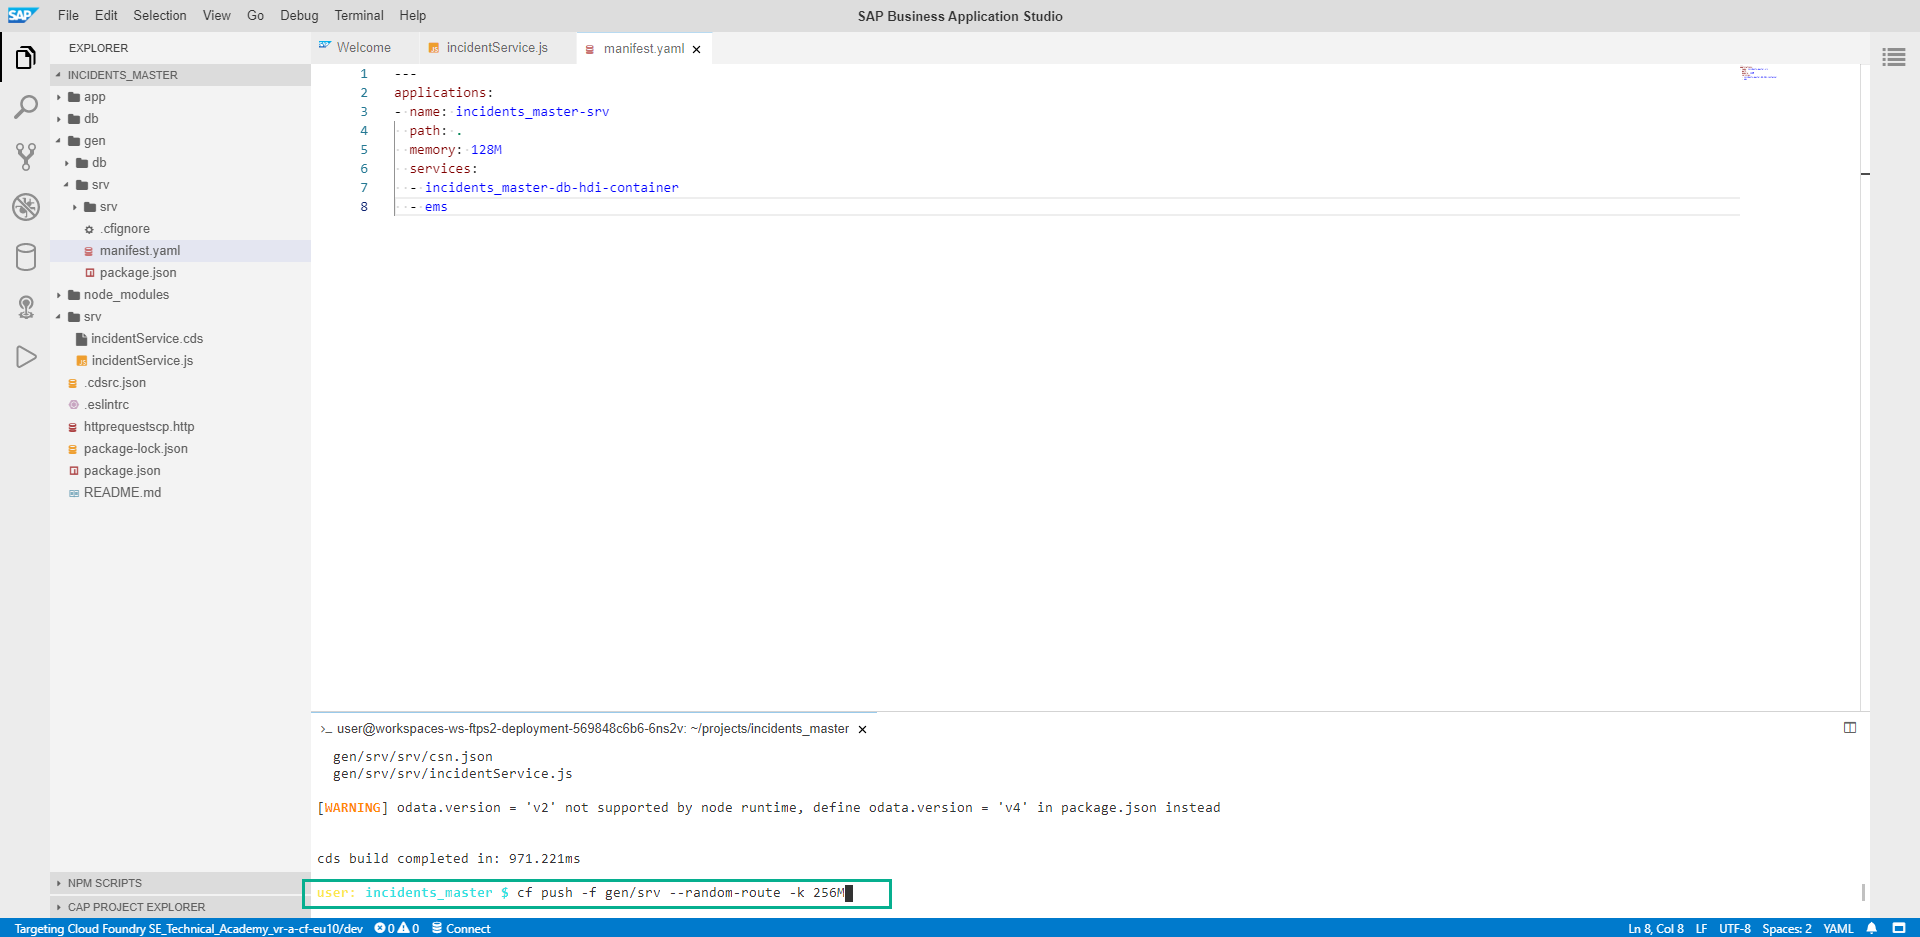 SAP File Edit Selection View Go Debug Terminal Help SAP Business Application Studio
EXPLORER
INCIDENTS_MASTER
app
db
gen
db
srv
srv
.cfignore
manifest.yaml
package.json
node_modules
srv
incidentService.cds
incidentService.js
.cdsrc.json
.eslintrc
httprequestscp.http
package-lock.json
package.json
README.md
NPM SCRIPTS
CAP PROJECT EXPLORER
Welcome incidentService.js manifest.yaml ×
1 ---
2 applications:
3 - name: incidents_master-srv
4 path: .
5 memory: 128M
6 services:
7 - incidents_master-db-hdi-container
8 - ems
>_ user@workspaces-ws-ftps2-deployment-569848c6b6-6ns2v: ~/projects/incidents_master ×
gen/srv/srv/csn.json
gen/srv/srv/incidentService.js
[WARNING] odata.version = 'v2' not supported by node runtime, define odata.version = 'v4' in package.json instead
cds build completed in: 971.221ms
user: incidents_master $ cf push -f gen/srv --random-route -k 256M
Targeting Cloud Foundry SE_Technical_Academy_vr-a-cf-eu10/dev 0 0 Connect Ln 8, Col 8 LF UTF-8 Spaces: 2 YAML